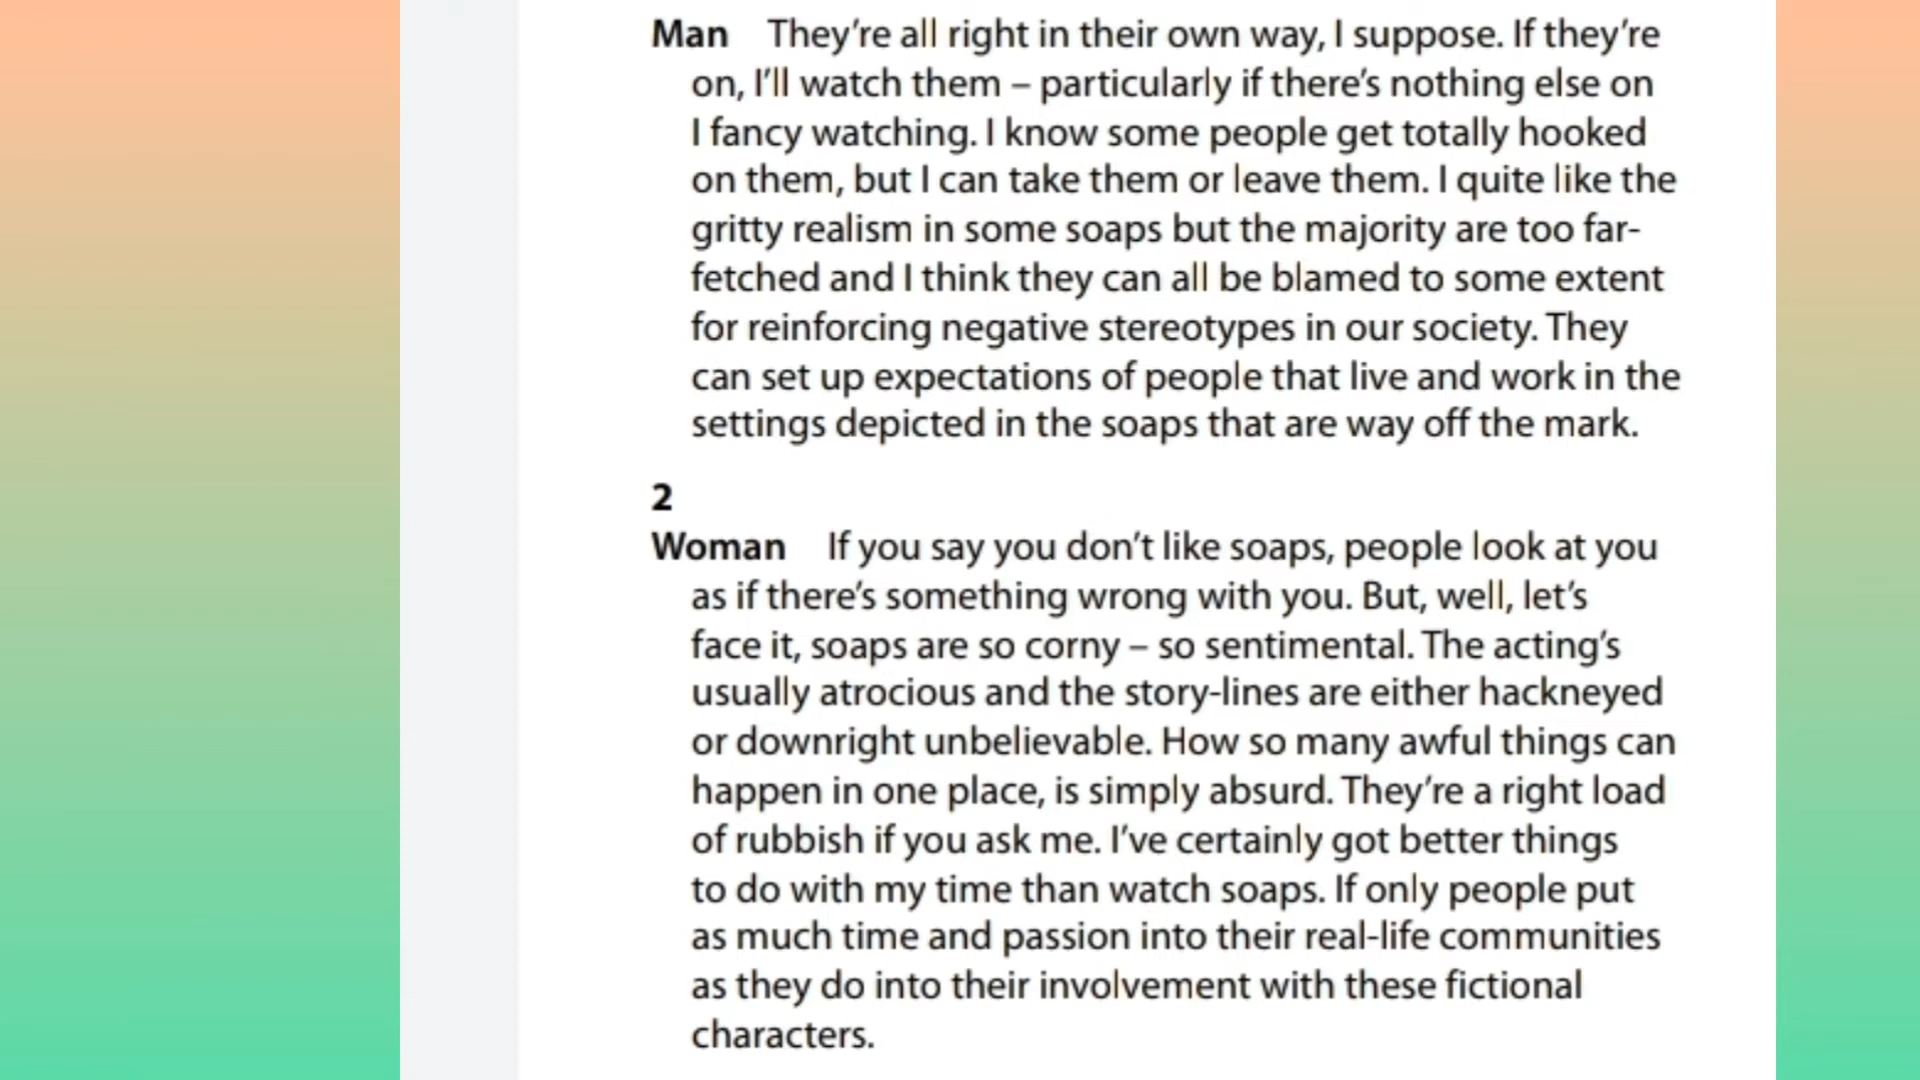 Man They're all right in their own way, I suppose. If they're
on, I'll watch them – particularly if there's nothing else on
I fancy watching. I know some people get totally hooked
on them, but I can take them or leave them. I quite like the
gritty realism in some soaps but the majority are too far-
fetched and I think they can all be blamed to some extent
for reinforcing negative stereotypes in our society. They
can set up expectations of people that live and work in the
settings depicted in the soaps that are way off the mark.
2
Woman If you say you don't like soaps, people look at you
as if there's something wrong with you. But, well, let's
face it, soaps are so corny – so sentimental. The acting's
usually atrocious and the story-lines are either hackneyed
or downright unbelievable. How so many awful things can
happen in one place, is simply absurd. They're a right load
of rubbish if you ask me. I've certainly got better things
to do with my time than watch soaps. If only people put
as much time and passion into their real-life communities
as they do into their involvement with these fictional
characters.